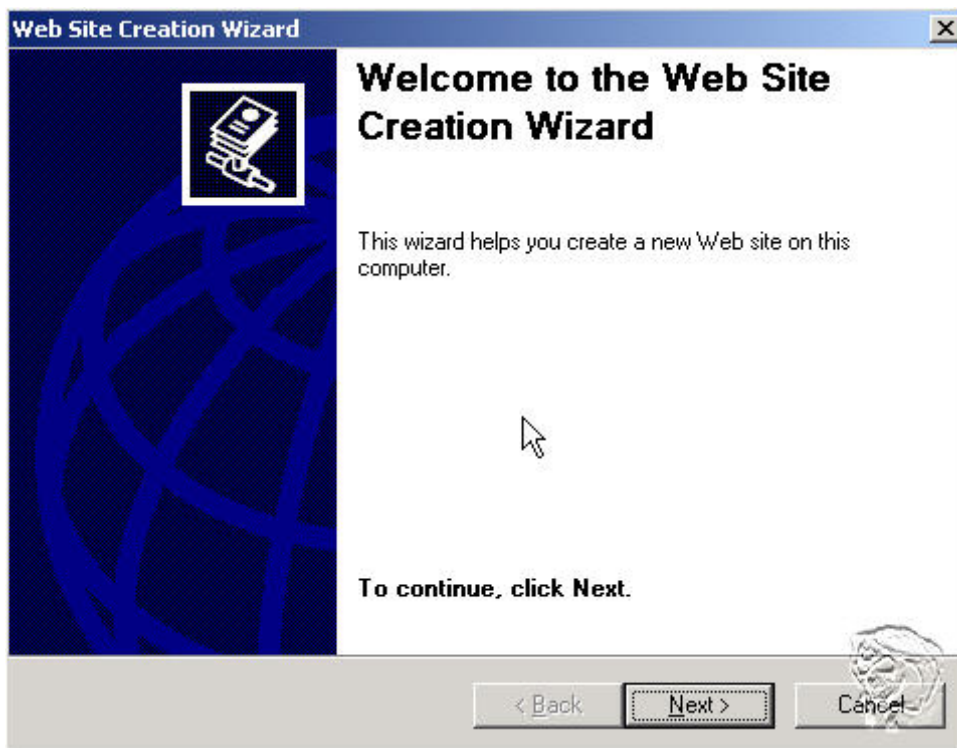 Web Site Creation Wizard
Welcome to the Web Site
Creation Wizard
This wizard helps you create a new Web site on this
computer.
To continue, click Next.
< Back
Next >
Cancel